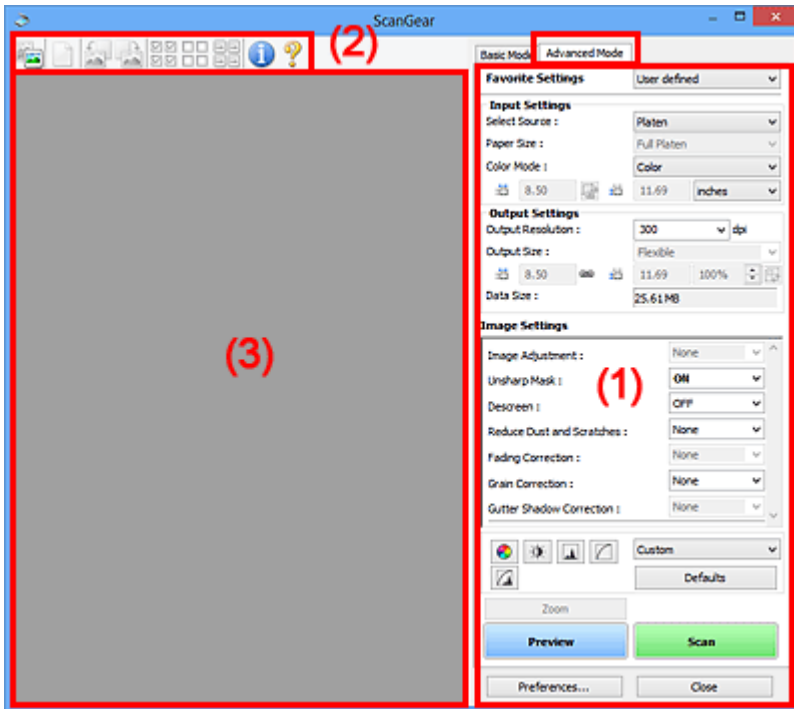 ScanGear
(2)
Basic Mode Advanced Mode
Favorite Settings User defined
Input Settings
Select Source : Platen
Paper Size : Full Platen
Color Mode : Color
8.50 11.69 inches
Output Settings
Output Resolution : 300 dpi
Output Size : Flexible
8.50 11.69 100%
Data Size : 25.61MB
Image Settings
(3)
(1)
Image Adjustment : None
Unsharp Mask : ON
Descreen : OFF
Reduce Dust and Scratches : None
Fading Correction : None
Grain Correction : None
Gutter Shadow Correction : None
Custom
Defaults
Zoom
Preview Scan
Preferences... Close